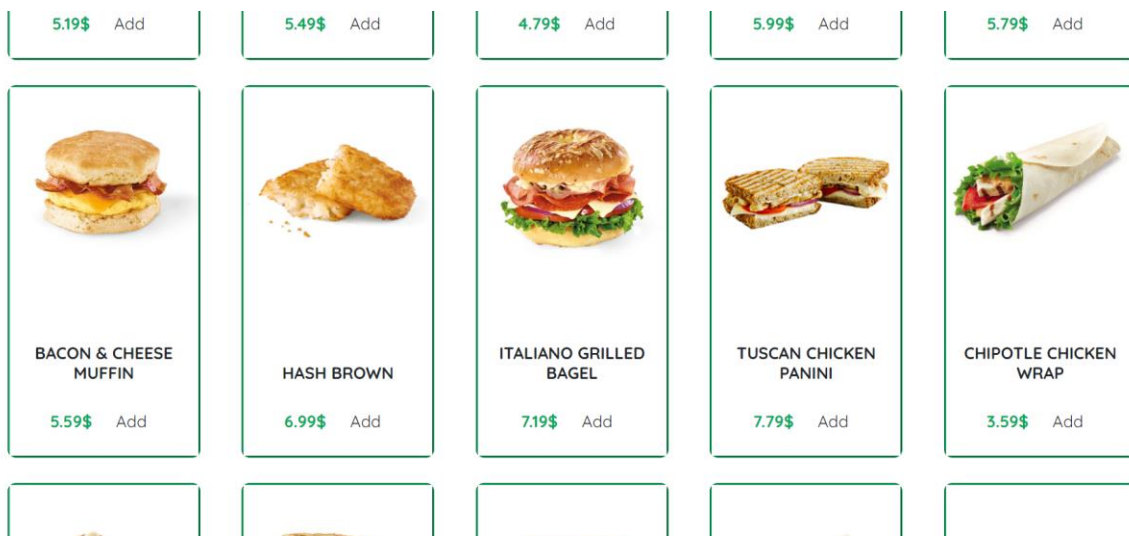 5.19$ Add
5.49$ Add
4.79$ Add
5.99$ Add
5.79$ Add
BACON & CHEESE
MUFFIN
5.59$ Add
HASH BROWN
6.99$ Add
ITALIANO GRILLED
BAGEL
7.19$ Add
TUSCAN CHICKEN
PANINI
7.79$ Add
CHIPOTLE CHICKEN
WRAP
3.59$ Add